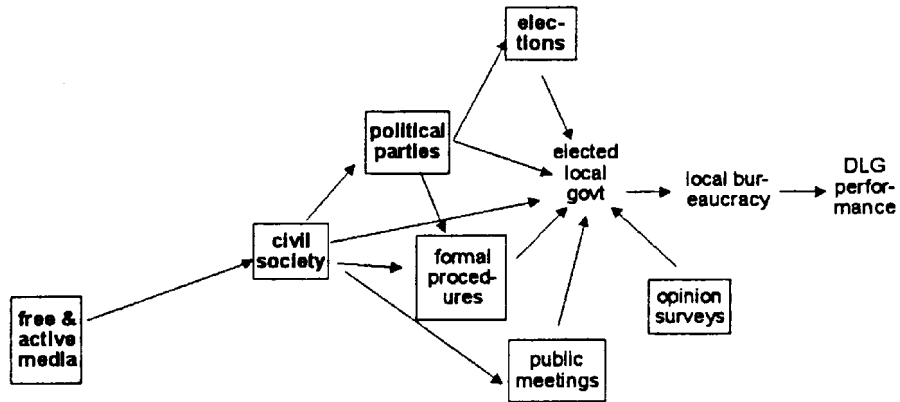 elec-
tions
political
parties
elected
local
govt
local bur-
eaucracy
DLG
perfor-
mance
civil
society
formal
proced-
ures
opinion
surveys
free &
active
media
public
meetings